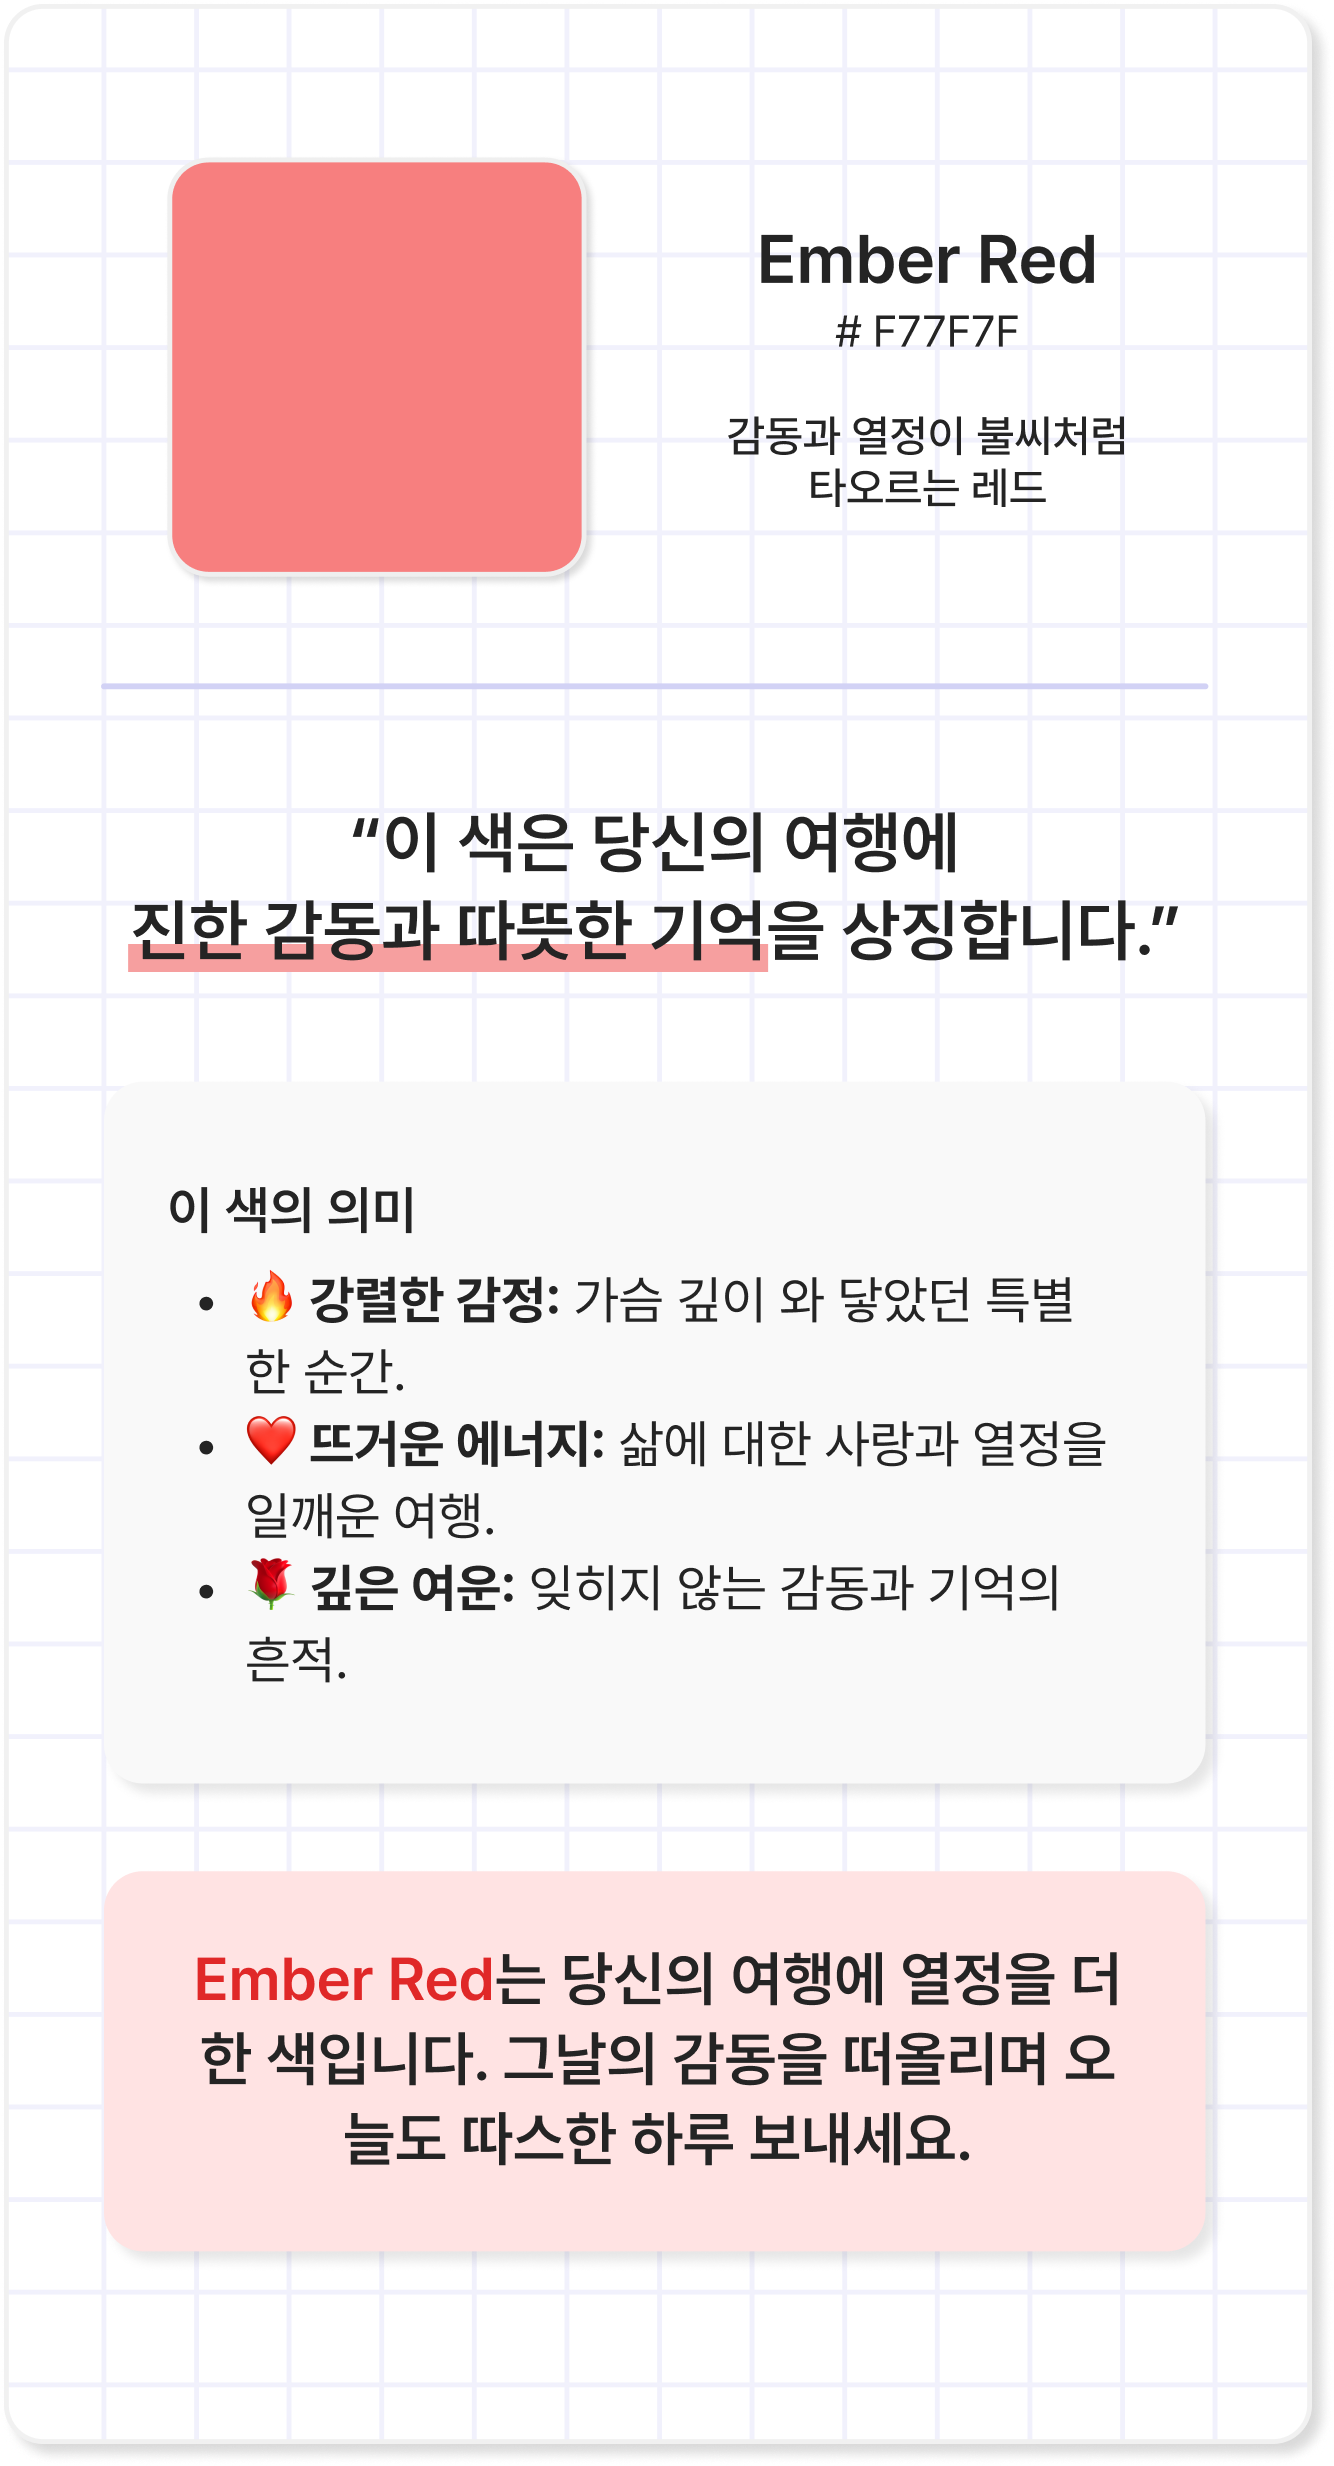 Ember Red
# F77F7F
감동과 열정이 불씨처럼
타오르는 레드
“이 색은 당신의 여행에
진한 감동과 따뜻한 기억을 상징합니다.”
이 색의 의미
• 🔥 강렬한 감정: 가슴 깊이 와 닿았던 특별
한 순간.
• ❤️ 뜨거운 에너지: 삶에 대한 사랑과 열정을
일깨운 여행.
• 🌹 깊은 여운: 잊히지 않는 감동과 기억의
흔적.
Ember Red는 당신의 여행에 열정을 더
한 색입니다. 그날의 감동을 떠올리며 오
늘도 따스한 하루 보내세요.